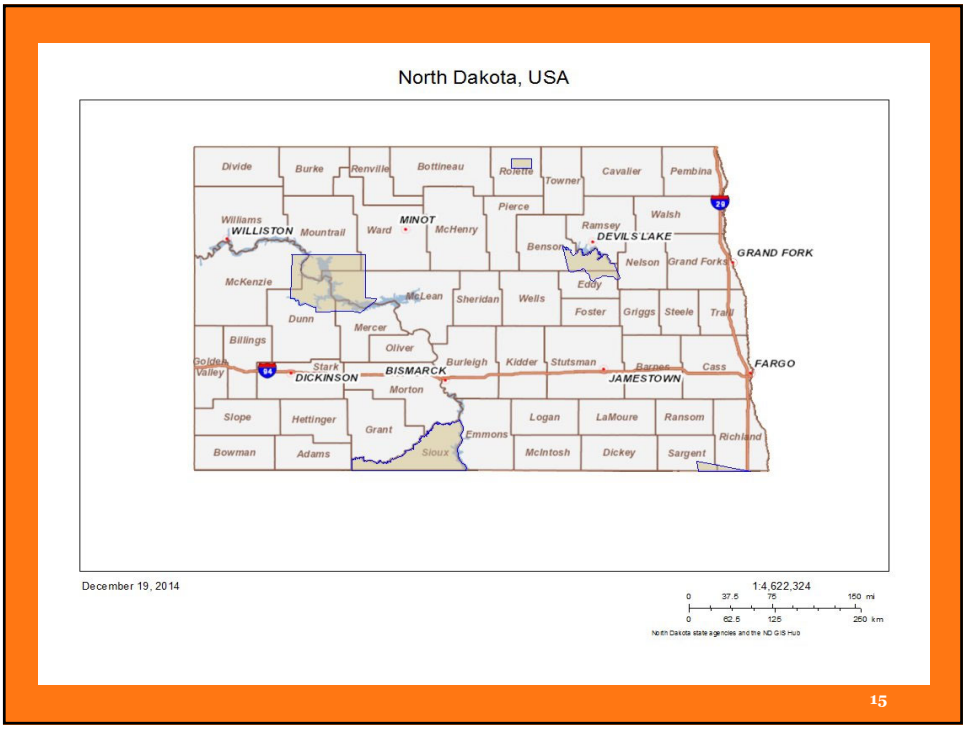 North Dakota, USA
Divide
Burke
Renville
Bottineau
Rolette
Towner
Cavalier
Pembina
29
Williams
WILLISTON
Mountrail
Ward
MINOT
McHenry
Pierce
Benson
Ramsey
DEVILS LAKE
Walsh
Nelson
Grand Forks
GRAND FORK
McKenzie
McLean
Sheridan
Wells
Eddy
Foster
Griggs
Steele
Traill
Dunn
Mercer
Oliver
Billings
Golden
Valley
94
Stark
DICKINSON
BISMARCK
Burleigh
Kidder
Stutsman
JAMESTOWN
Barnes
Cass
FARGO
Morton
Slope
Hettinger
Grant
Emmons
Logan
LaMoure
Ransom
Richland
Bowman
Adams
Sioux
McIntosh
Dickey
Sargent
December 19, 2014
1:4,622,324
0 37.5 75 150 mi
0 62.5 125 250 km
North Dakota state agencies and the ND GIS Hub
15